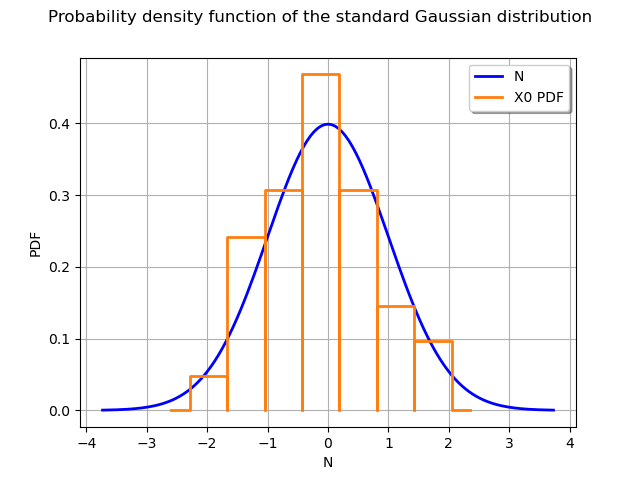 Probability density function of the standard Gaussian distribution
N
X0 PDF
PDF
0.4
0.3
0.2
0.1
0.0
−4 −3 −2 −1 0 1 2 3 4
N